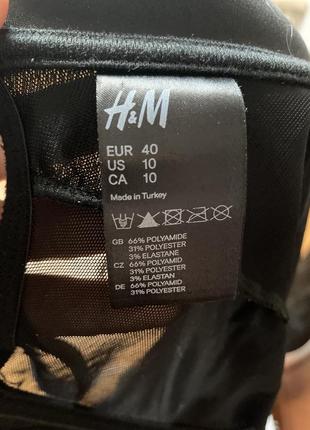 H&M
EUR 40
US 10
CA 10
Made in Turkey
GB 66% POLYAMIDE
31% POLYESTER
3% ELASTANE
CZ 66% POLYAMID
31% POLYESTER
3% ELASTAN
DE 66% POLYAMID
31% POLYESTER